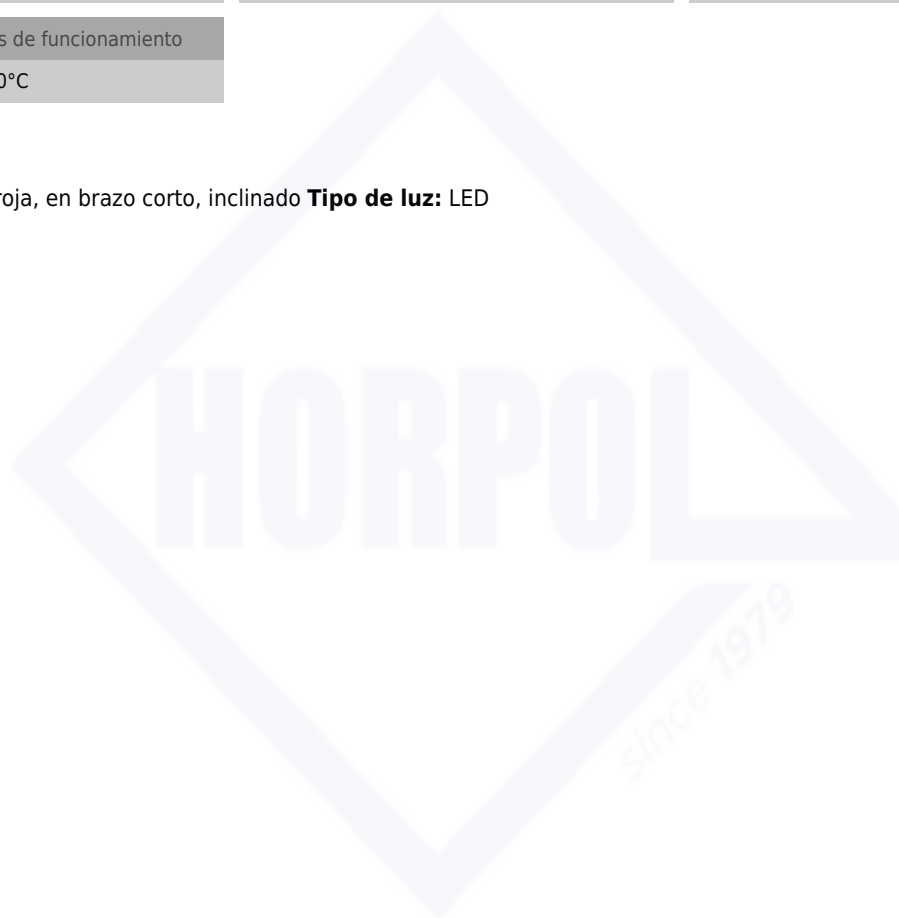 s de funcionamiento
0°C
roja, en brazo corto, inclinado Tipo de luz: LED
HORPOL
since 1979